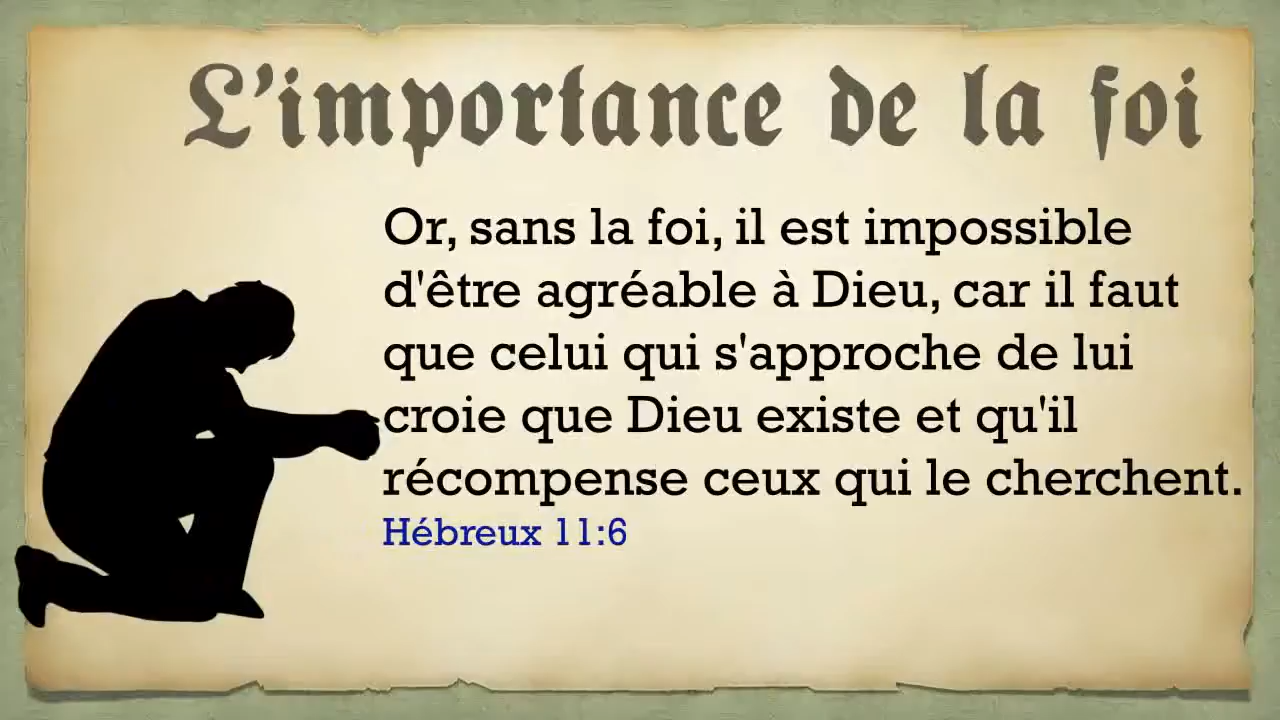 L'importance de la foi
Or, sans la foi, il est impossible
d'être agréable à Dieu, car il faut
que celui qui s'approche de lui
croie que Dieu existe et qu'il
récompense ceux qui le cherchent.
Hébreux 11:6